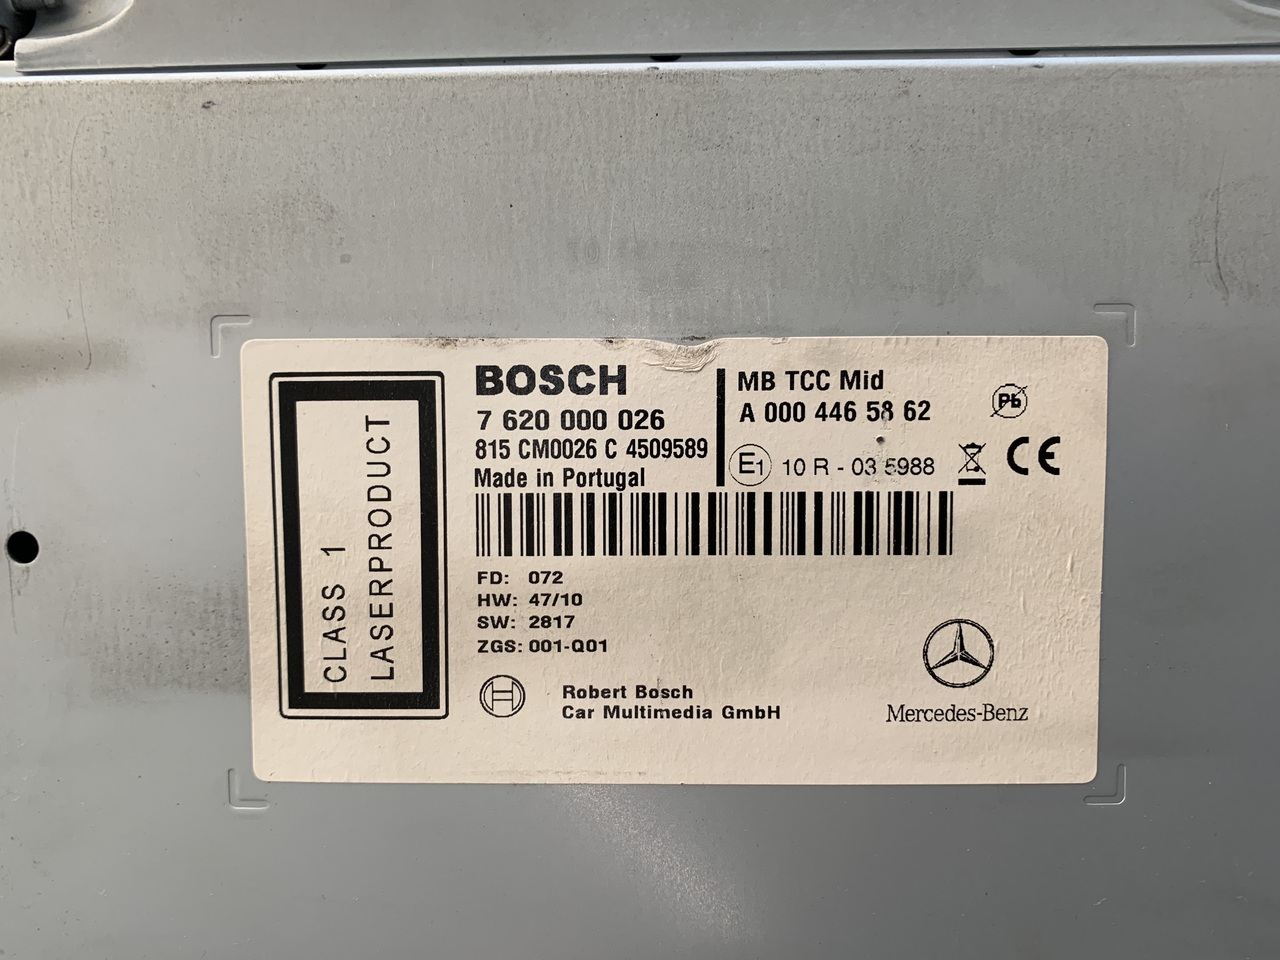 BOSCH
7 620 000 026
815 CM0026 C 4509589
Made in Portugal
MB TCC Mid
A 000 446 58 62
E1 10 R - 03 5988
Pb
CE
CLASS 1
LASERPRODUCT
FD: 072
HW: 47/10
SW: 2817
ZGS: 001-Q01
Robert Bosch
Car Multimedia GmbH
Mercedes-Benz